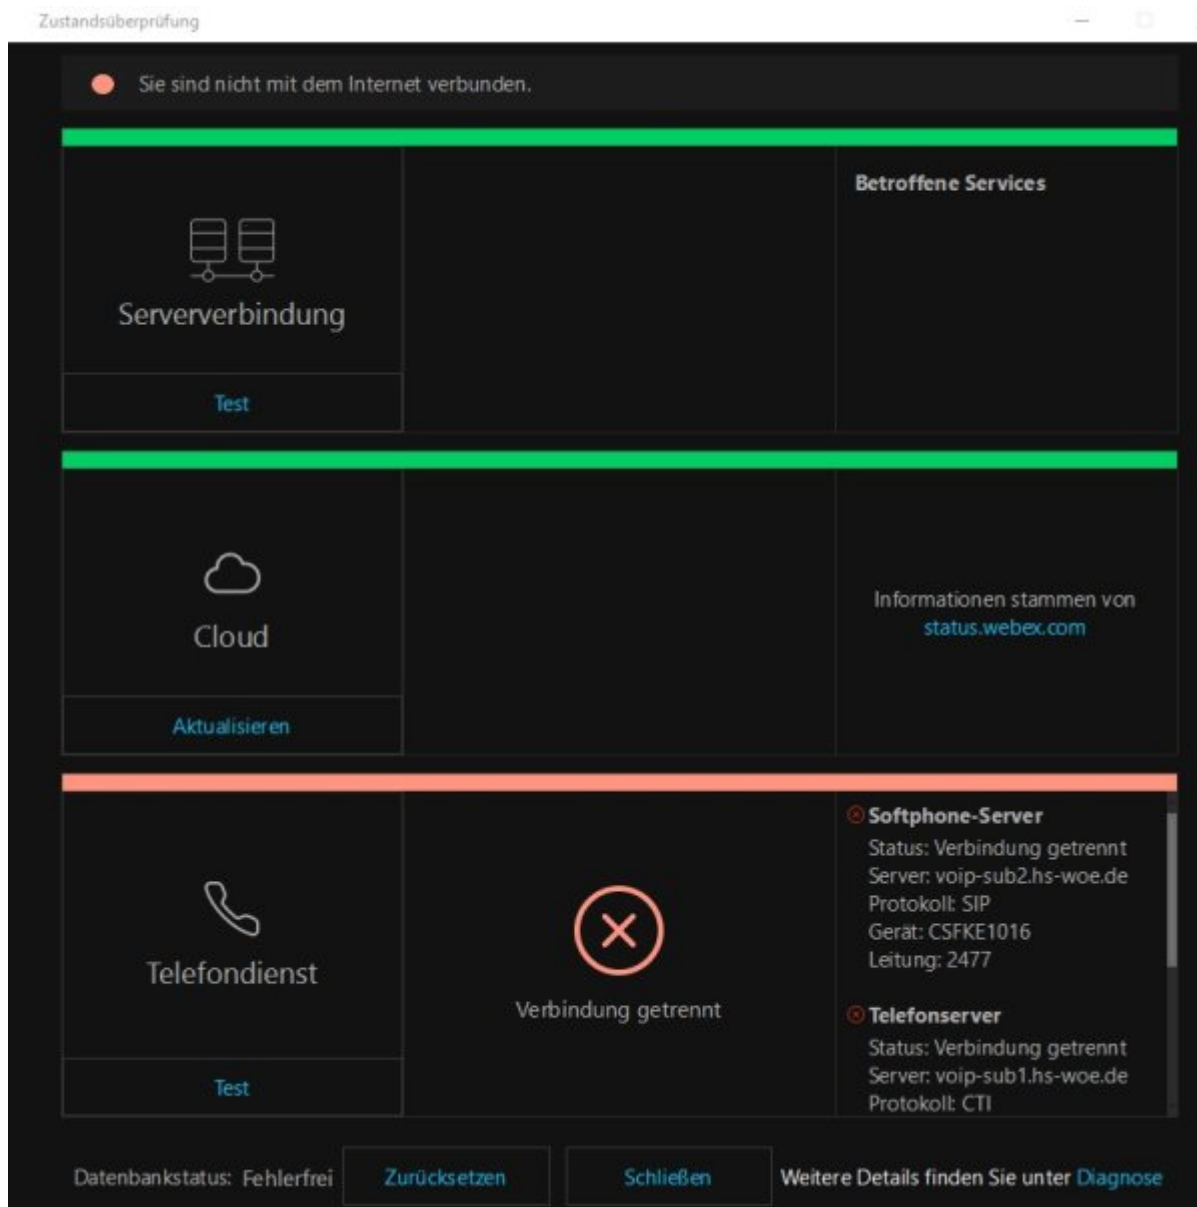 Zustandsüberprüfung
Sie sind nicht mit dem Internet verbunden.
Serververbindung
Test
Betroffene Services
Cloud
Aktualisieren
Informationen stammen von
status.webex.com
Telefondienst
Test
Verbindung getrennt
Softphone-Server
Status: Verbindung getrennt
Server: voip-sub2.hs-woe.de
Protokoll: SIP
Gerät: CSFKE1016
Leitung: 2477
Telefonserver
Status: Verbindung getrennt
Server: voip-sub1.hs-woe.de
Protokoll: CTI
Datenbankstatus: Fehlerfrei
Zurücksetzen
Schließen
Weitere Details finden Sie unter Diagnose